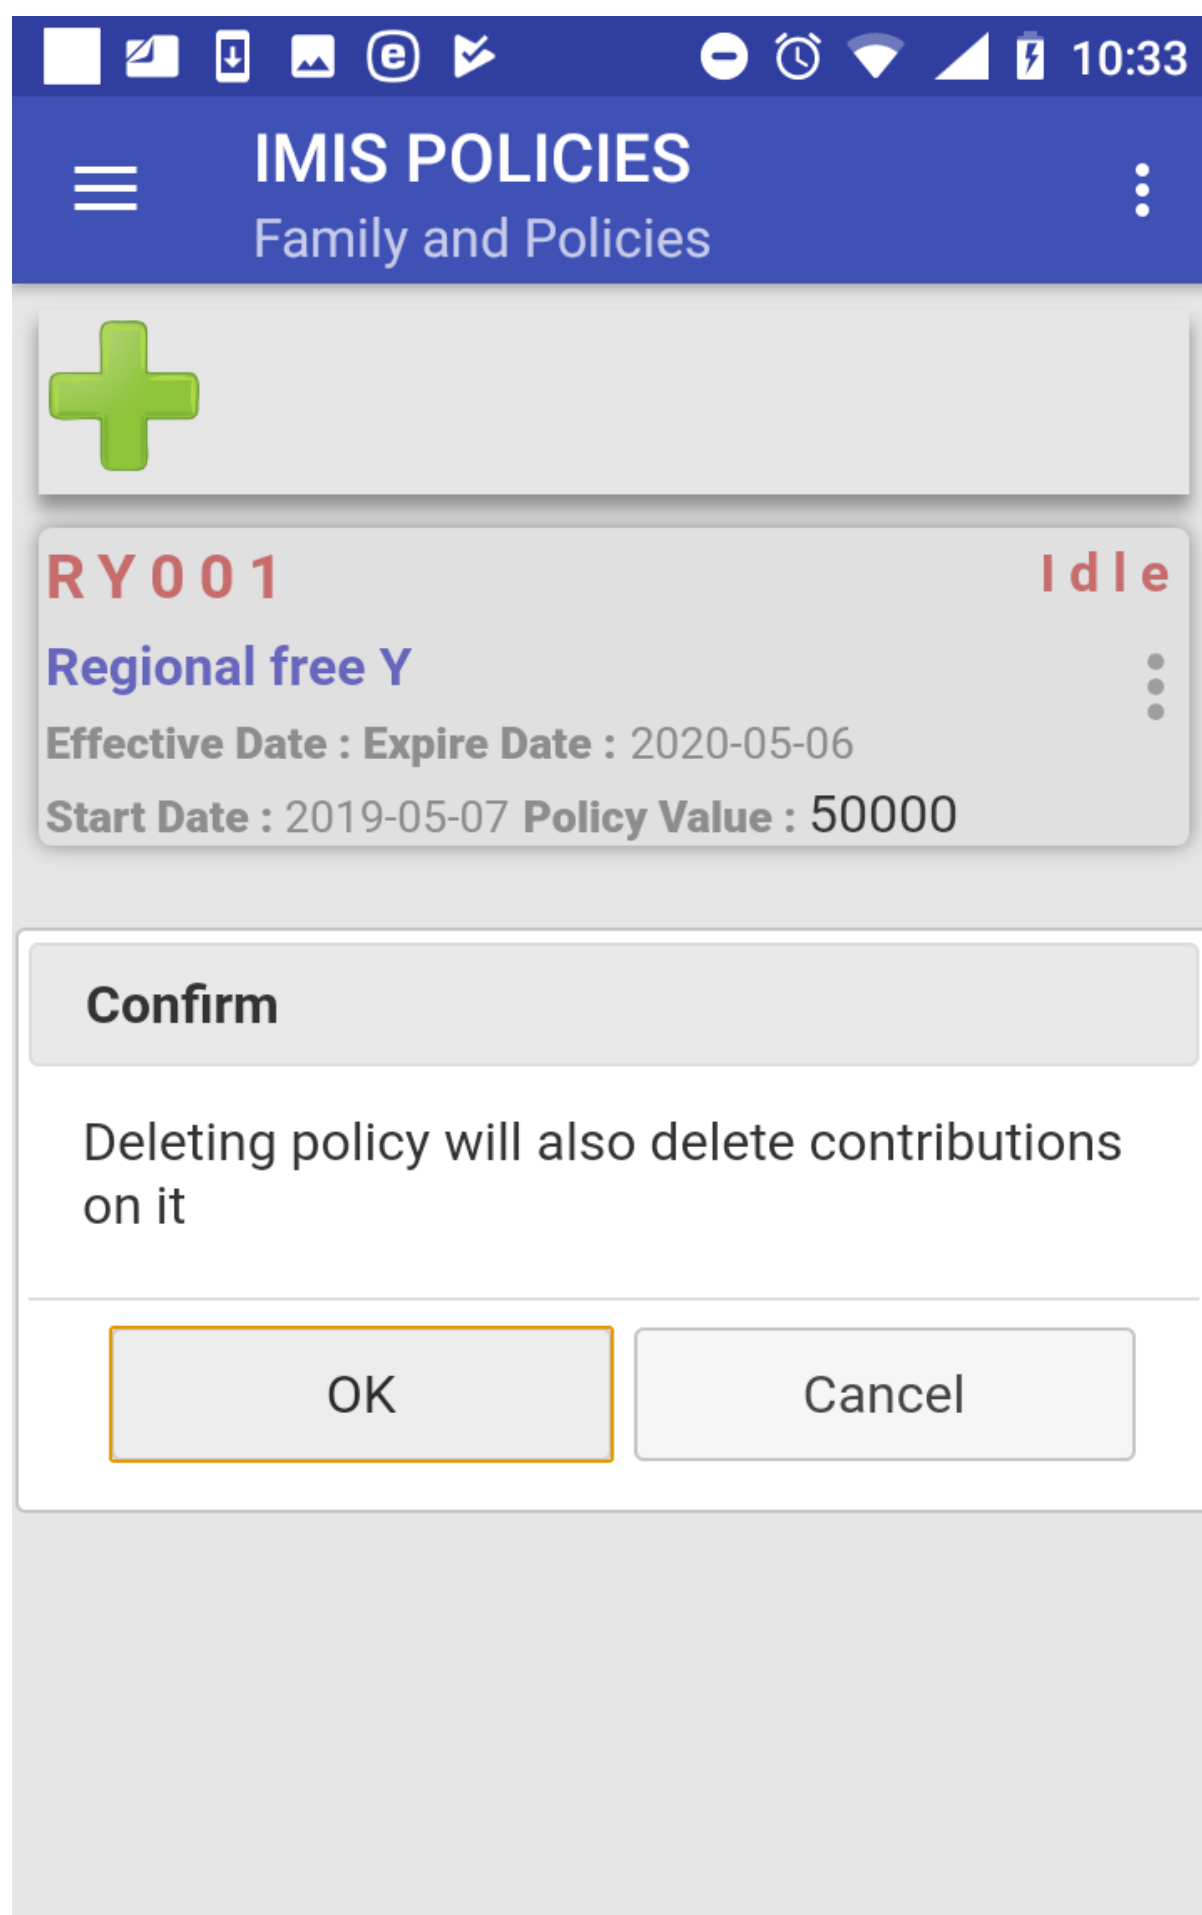 10:33
IMIS POLICIES
Family and Policies
RY001 Idle
Regional free Y
Effective Date : Expire Date : 2020-05-06
Start Date : 2019-05-07 Policy Value : 50000
Confirm
Deleting policy will also delete contributions
on it
OK Cancel